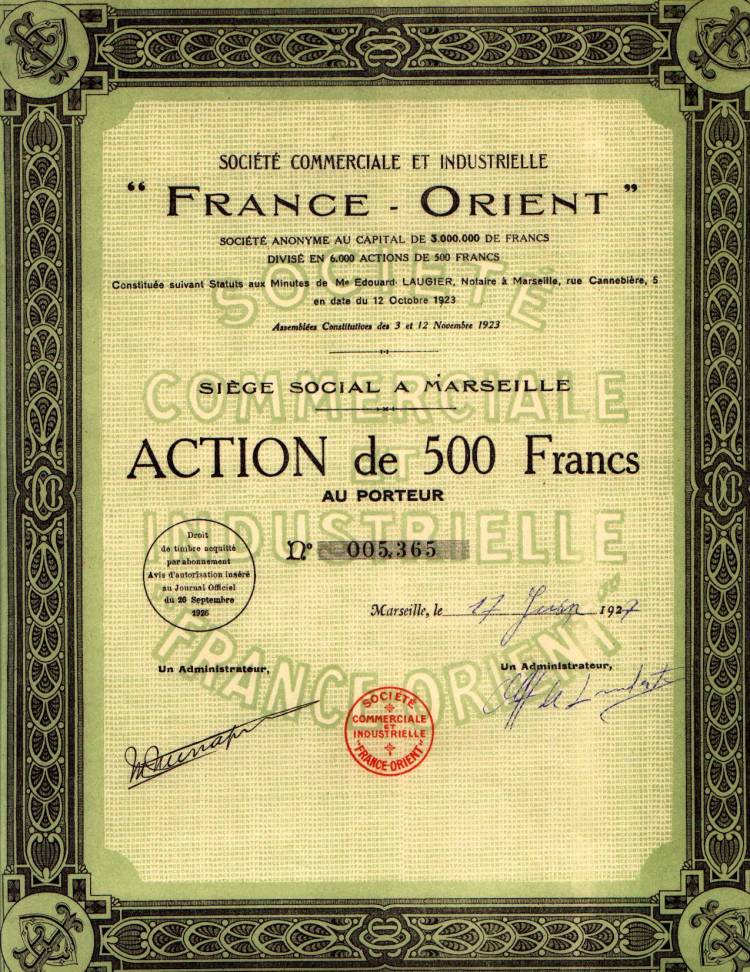 SOCIÉTÉ COMMERCIALE ET INDUSTRIELLE
“ FRANCE - ORIENT ”
SOCIÉTÉ ANONYME AU CAPITAL DE 3.000.000 DE FRANCS
DIVISÉ EN 6.000 ACTIONS DE 500 FRANCS
Constituée suivant Statuts aux Minutes de Me Edouard LAUGIER, Notaire à Marseille, rue Cannebière, 5
en date du 12 Octobre 1923
Assemblées Constitutives des 3 et 12 Novembre 1923
SIÈGE SOCIAL A MARSEILLE
ACTION de 500 Francs
AU PORTEUR
Droit
de timbre acquitté
par abonnement
Avis d'autorisation inséré
au Journal Officiel
du 26 Septembre
1926
No 005,365
Marseille, le 17 Juin 1927
Un Administrateur,
Un Administrateur,
SOCIÉTÉ
COMMERCIALE
ET
INDUSTRIELLE
"FRANCE-ORIENT"
SOCIÉTÉ
COMMERCIALE
ET
INDUSTRIELLE
FRANCE-ORIENT